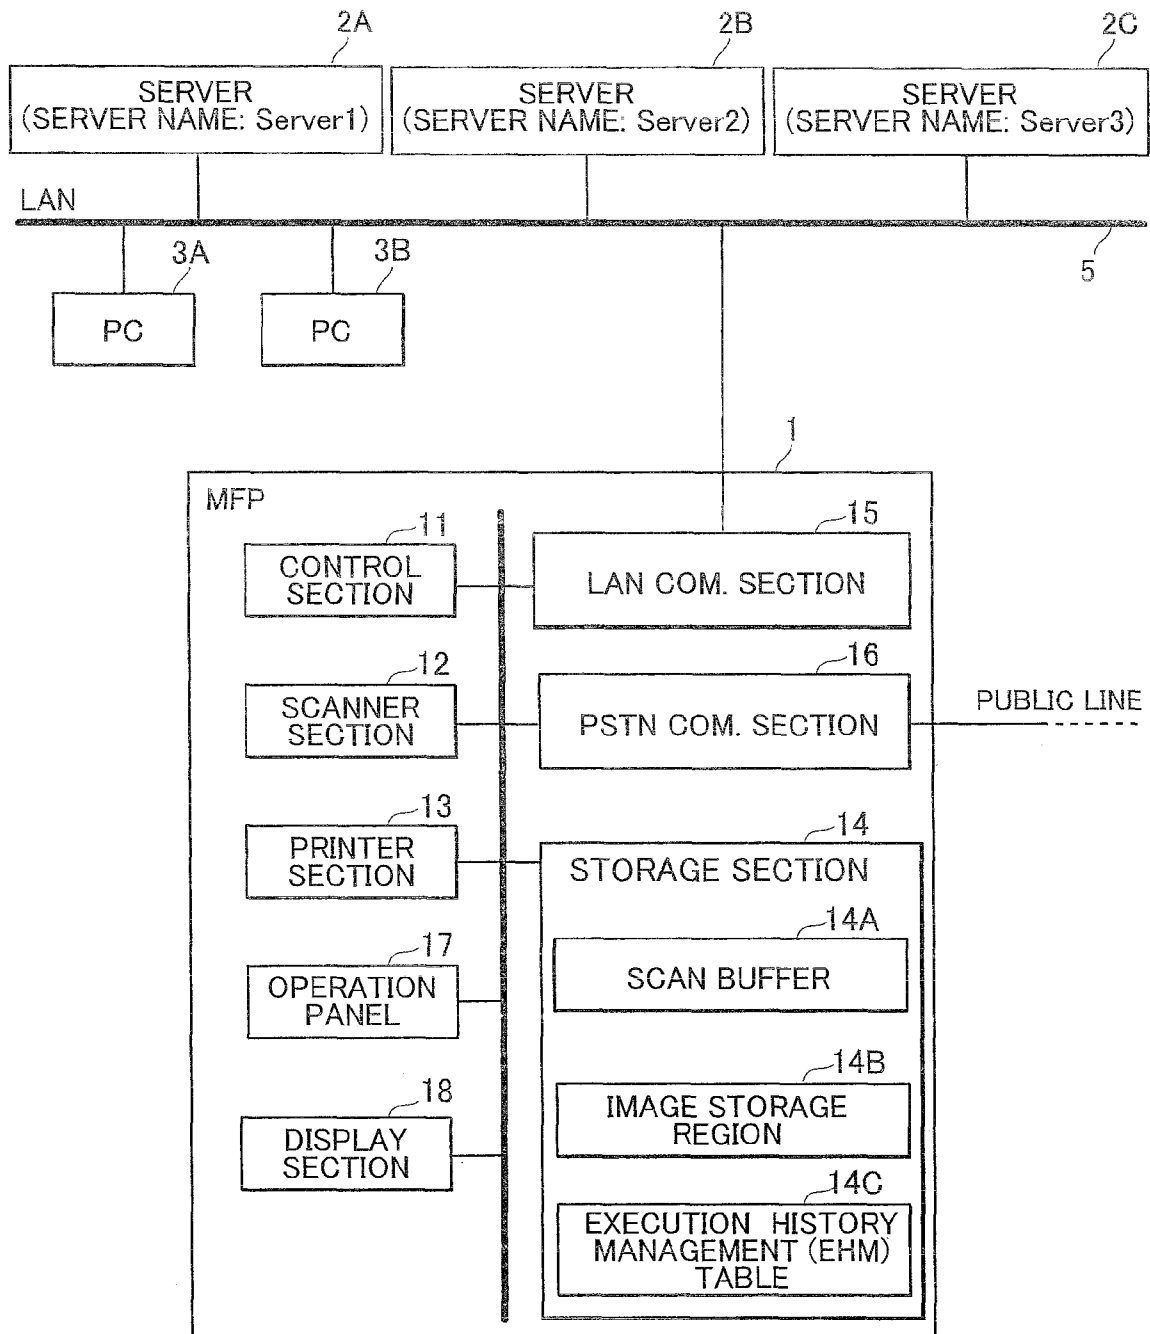 2A
2B
2C
SERVER
(SERVER NAME: Server1)
SERVER
(SERVER NAME: Server2)
SERVER
(SERVER NAME: Server3)
LAN
5
3A
3B
PC
PC
1
MFP
11
CONTROL
SECTION
15
LAN COM. SECTION
12
SCANNER
SECTION
16
PSTN COM. SECTION
PUBLIC LINE
13
PRINTER
SECTION
14
STORAGE SECTION
14A
SCAN BUFFER
17
OPERATION
PANEL
14B
IMAGE STORAGE
REGION
18
DISPLAY
SECTION
14C
EXECUTION HISTORY
MANAGEMENT (EHM)
TABLE